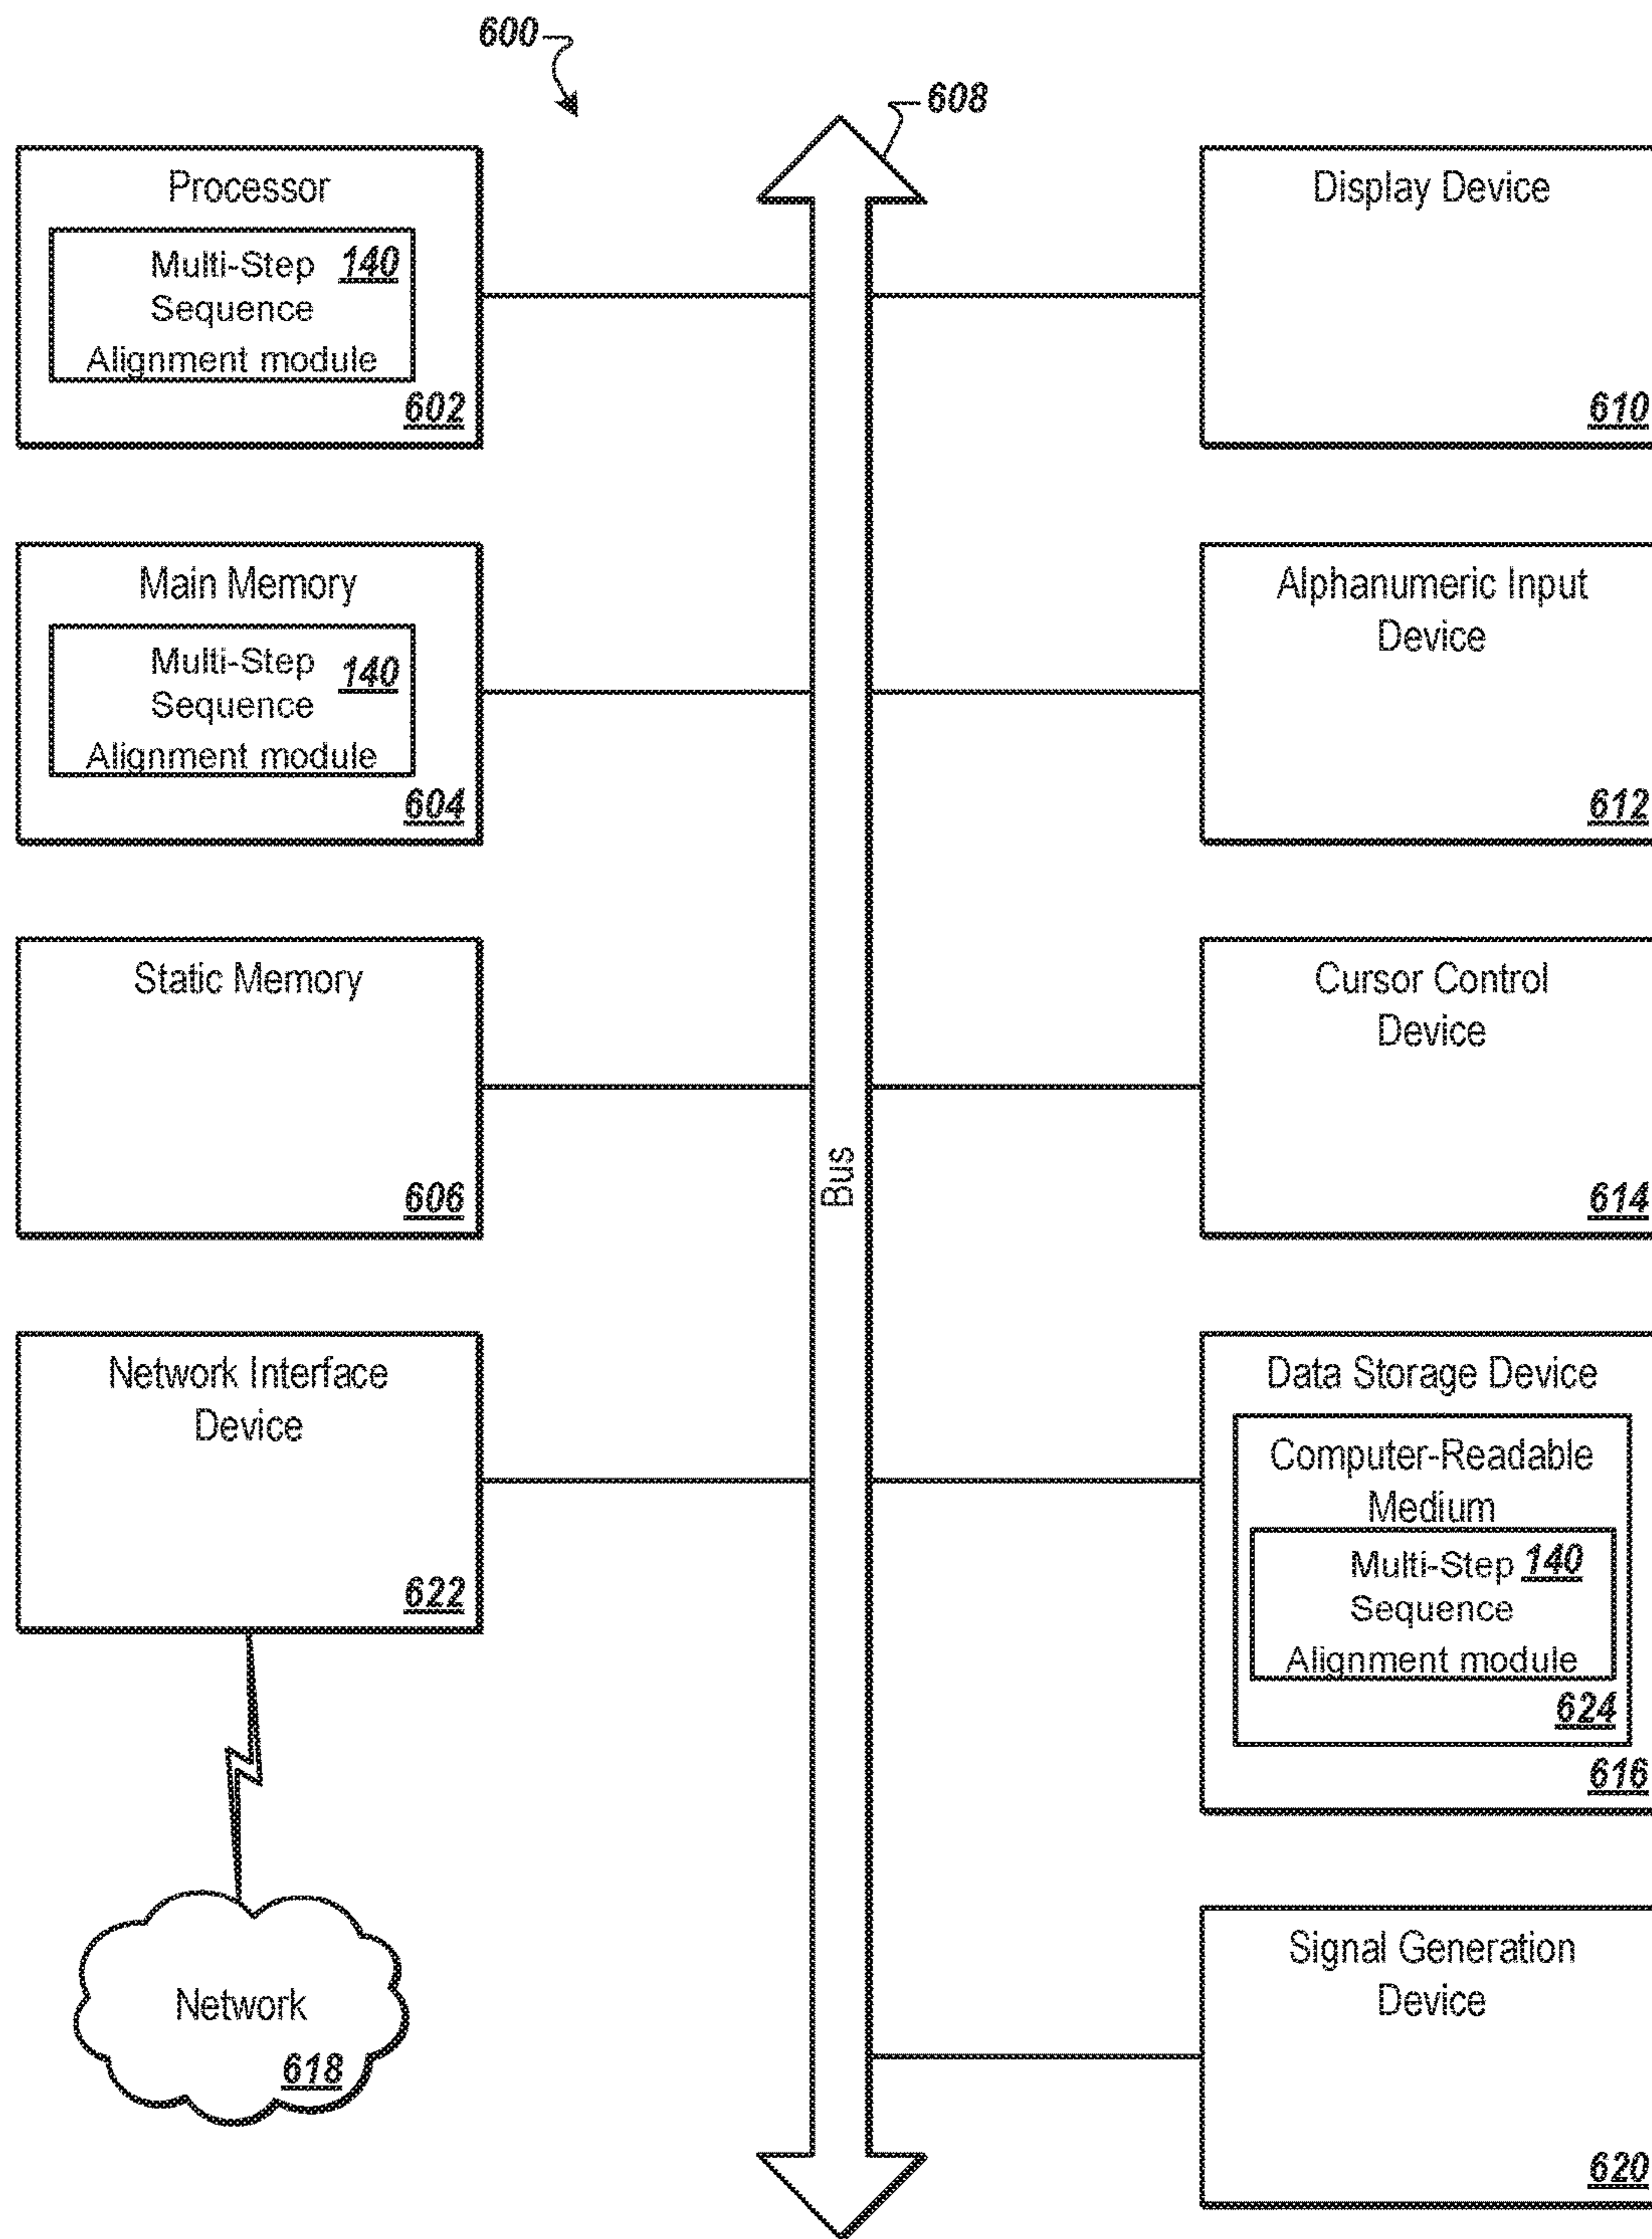 600
608
Processor
Multi-Step 140
Sequence
Alignment module
602
Display Device
610
Main Memory
Multi-Step 140
Sequence
Alignment module
604
Alphanumeric Input
Device
612
Static Memory
606
Cursor Control
Device
614
Bus
Network Interface
Device
622
Data Storage Device
Computer-Readable
Medium
Multi-Step 140
Sequence
Alignment module
624
616
Network
618
Signal Generation
Device
620